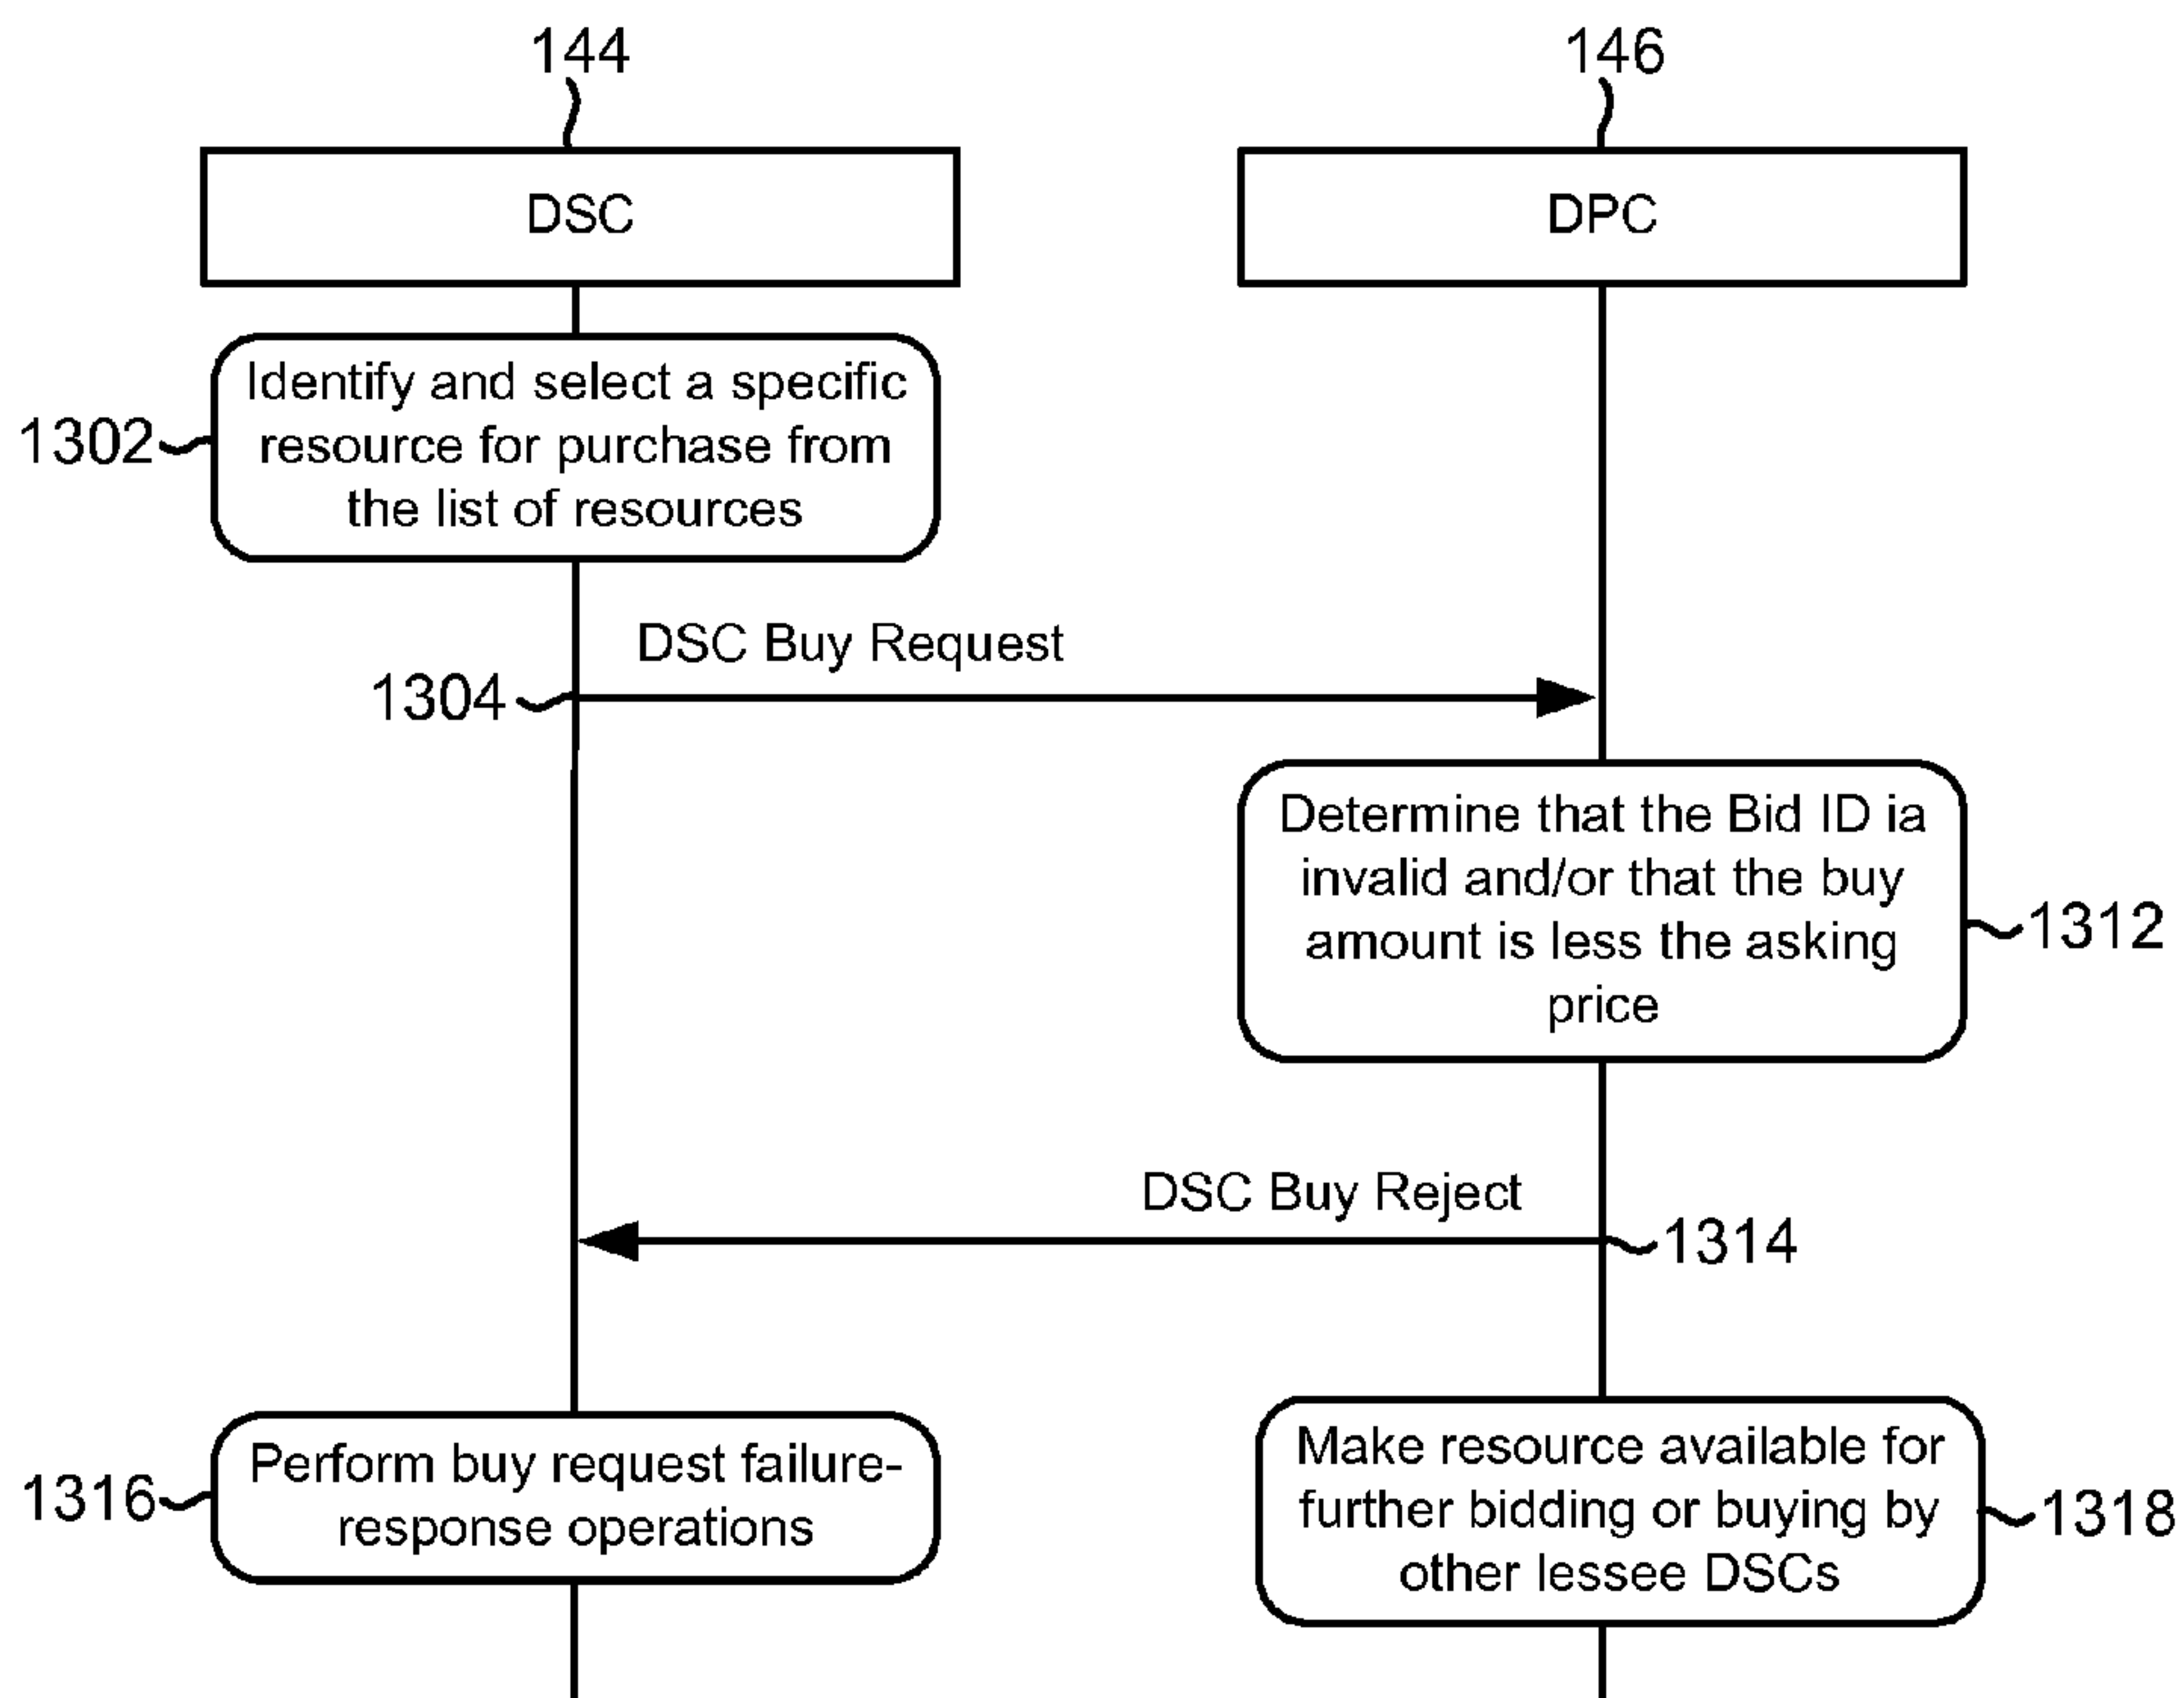 144
146
DSC
DPC
Identify and select a specific
resource for purchase from
the list of resources
1302
DSC Buy Request
1304
Determine that the Bid ID ia
invalid and/or that the buy
amount is less the asking
price
1312
DSC Buy Reject
1314
Perform buy request failure-
response operations
1316
Make resource available for
further bidding or buying by
other lessee DSCs
1318